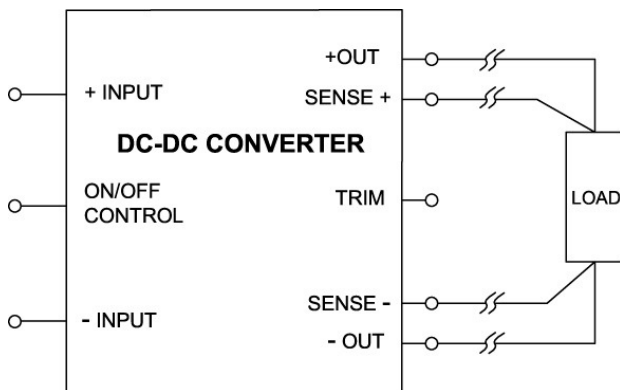 +OUT
+ INPUT
SENSE +
DC-DC CONVERTER
ON/OFF
CONTROL
TRIM
LOAD
SENSE -
- INPUT
- OUT